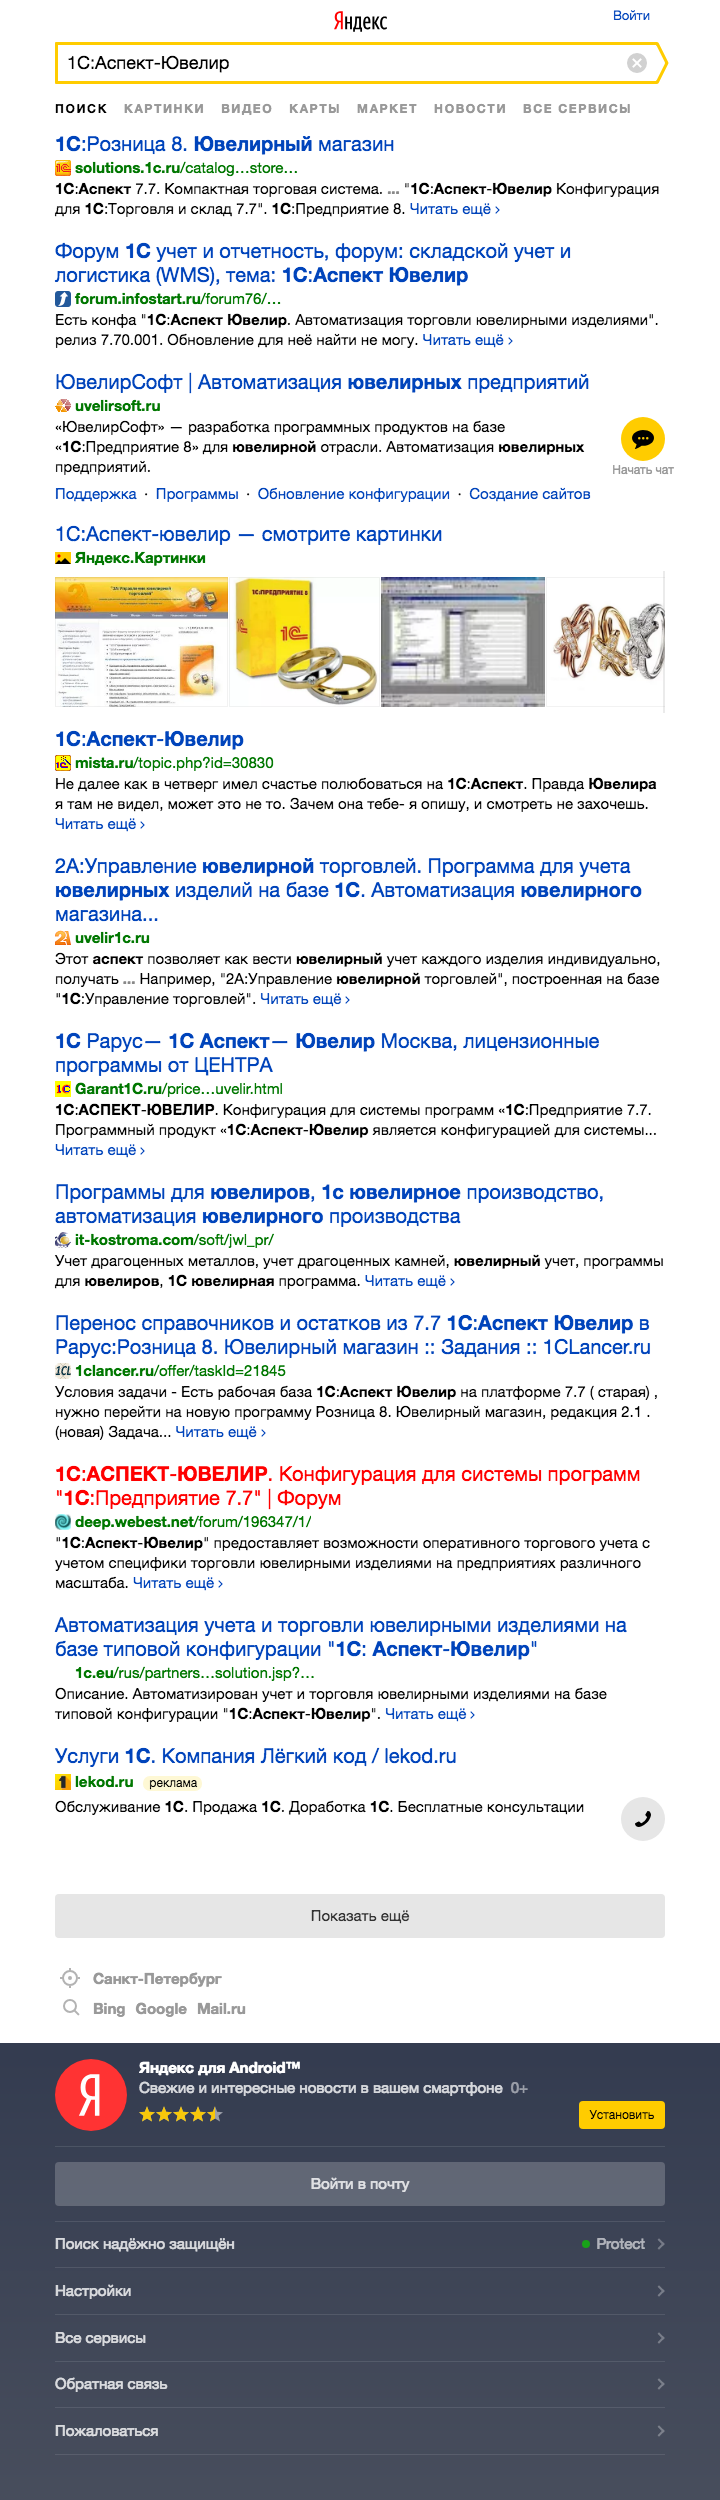 Яндекс
Войти
1С:Аспект-Ювелир
ПОИСК КАРТИНКИ ВИДЕО КАРТЫ МАРКЕТ НОВОСТИ ВСЕ СЕРВИСЫ
1С:Розница 8. Ювелирный магазин
solutions.1c.ru/catalog…store…
1С:Аспект 7.7. Компактная торговая система. ... "1С:Аспект-Ювелир Конфигурация
для 1С:Торговля и склад 7.7". 1С:Предприятие 8. Читать ещё ›
Форум 1С учет и отчетность, форум: складской учет и
логистика (WMS), тема: 1С:Аспект Ювелир
forum.infostart.ru/forum76/…
Есть конфа "1С:Аспект Ювелир. Автоматизация торговли ювелирными изделиями".
релиз 7.70.001. Обновление для неё найти не могу. Читать ещё ›
ЮвелирСофт | Автоматизация ювелирных предприятий
uvelirsoft.ru
«ЮвелирСофт» — разработка программных продуктов на базе
«1С:Предприятие 8» для ювелирной отрасли. Автоматизация ювелирных
предприятий.
Начать чат
Поддержка · Программы · Обновление конфигурации · Создание сайтов
1С:Аспект-ювелир — смотрите картинки
Яндекс.Картинки
1С:ПРЕДПРИЯТИЕ 8
1С
1С:Аспект-Ювелир
mista.ru/topic.php?id=30830
Не далее как в четверг имел счастье полюбоваться на 1С:Аспект. Правда Ювелира
я там не видел, может это не то. Зачем она тебе- я опишу, и смотреть не захочешь.
Читать ещё ›
2А:Управление ювелирной торговлей. Программа для учета
ювелирных изделий на базе 1С. Автоматизация ювелирного
магазина...
uvelir1c.ru
Этот аспект позволяет как вести ювелирный учет каждого изделия индивидуально,
получать ... Например, "2А:Управление ювелирной торговлей", построенная на базе
"1С:Управление торговлей". Читать ещё ›
1С Рарус— 1С Аспект— Ювелир Москва, лицензионные
программы от ЦЕНТРА
Garant1C.ru/price…uvelir.html
1С:АСПЕКТ-ЮВЕЛИР. Конфигурация для системы программ «1С:Предприятие 7.7.
Программный продукт «1С:Аспект-Ювелир является конфигурацией для системы...
Читать ещё ›
Программы для ювелиров, 1с ювелирное производство,
автоматизация ювелирного производства
it-kostroma.com/soft/jwl_pr/
Учет драгоценных металлов, учет драгоценных камней, ювелирный учет, программы
для ювелиров, 1С ювелирная программа. Читать ещё ›
Перенос справочников и остатков из 7.7 1С:Аспект Ювелир в
Рарус:Розница 8. Ювелирный магазин :: Задания :: 1CLancer.ru
1clancer.ru/offer/taskId=21845
Условия задачи - Есть рабочая база 1С:Аспект Ювелир на платформе 7.7 ( старая) ,
нужно перейти на новую программу Розница 8. Ювелирный магазин, редакция 2.1 .
(новая) Задача... Читать ещё ›
1С:АСПЕКТ-ЮВЕЛИР. Конфигурация для системы программ
"1С:Предприятие 7.7" | Форум
deep.webest.net/forum/196347/1/
"1С:Аспект-Ювелир" предоставляет возможности оперативного торгового учета с
учетом специфики торговли ювелирными изделиями на предприятиях различного
масштаба. Читать ещё ›
Автоматизация учета и торговли ювелирными изделиями на
базе типовой конфигурации "1С: Аспект-Ювелир"
1c.eu/rus/partners…solution.jsp?…
Описание. Автоматизирован учет и торговля ювелирными изделиями на базе
типовой конфигурации "1С:Аспект-Ювелир". Читать ещё ›
Услуги 1С. Компания Лёгкий код / lekod.ru
lekod.ru реклама
Обслуживание 1С. Продажа 1С. Доработка 1С. Бесплатные консультации
Показать ещё
Санкт-Петербург
Bing Google Mail.ru
Я
Яндекс для Android™
Свежие и интересные новости в вашем смартфоне 0+
Установить
Войти в почту
Поиск надёжно защищён
Protect
Настройки
Все сервисы
Обратная связь
Пожаловаться